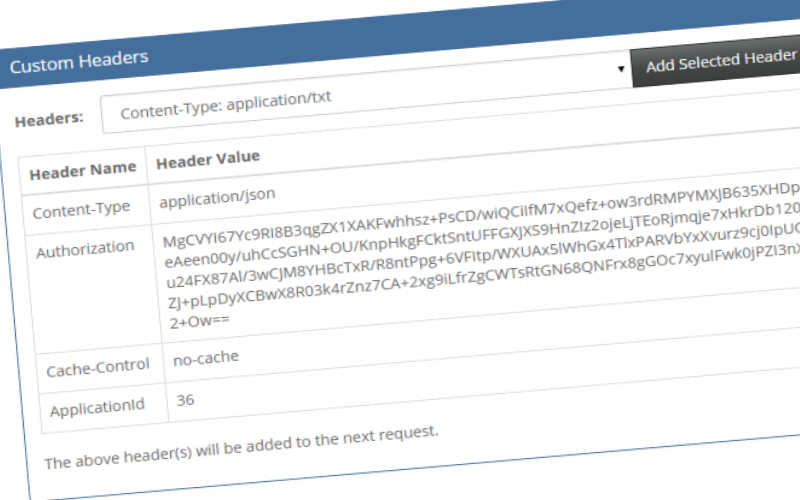 Custom Headers
Headers: Content-Type: application/txt Add Selected Header
Header Name Header Value
Content-Type application/json
Authorization MgCVYI67Yc9RI8B3qgZX1XAKFwhhsz+PsCD/wiQCiIfM7xQefz+ow3rdRMPYMXJB635XHDp
eAeen00y/uhCcSGHN+OU/KnpHkgFCktSntUFFGXJXS9HnZIz2ojeLjTEoRjmqje7xHkrDb120
u24FX87Al/3wCJM8YHBcTxR/R8ntPpg+6VFItp/WXUAx5lWhGx4TlxPARVbYxXvurz9cj0IpUC
ZJ+pLpDyXCBwX8R03k4rZnz7CA+2xg9iLfrZgCWTsRtGN68QNFrx8gGOc7xyulFwk0jPZI3nX
2+Ow==
Cache-Control no-cache
ApplicationId 36
The above header(s) will be added to the next request.